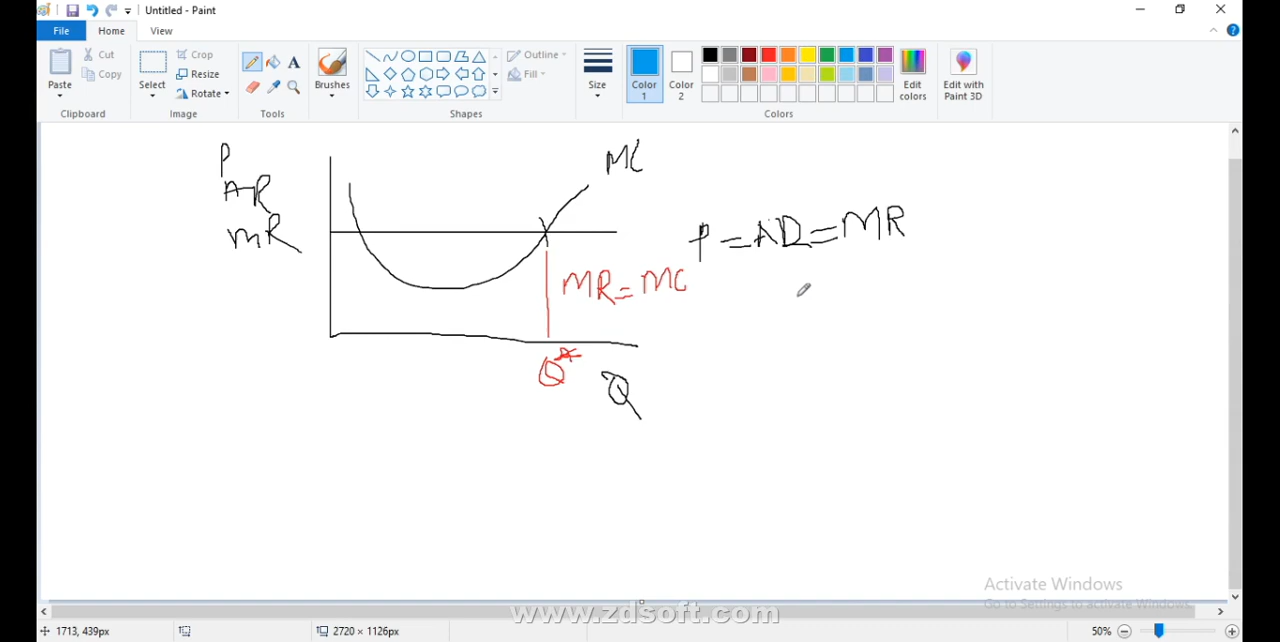 Untitled - Paint
File Home View
Paste
Cut
Copy
Clipboard
Select
Crop
Resize
Rotate
Image
A
Tools
Brushes
Shapes
Outline
Fill
Size
Color 1
Color 2
Colors
Edit colors
Edit with Paint 3D
P
AR
MR
MC
P = AR = MR
MR = MC
Q*
Q
Activate Windows
Go to Settings to activate Windows.
www.zdsoft.com
1713, 439px
2720 × 1126px
50%